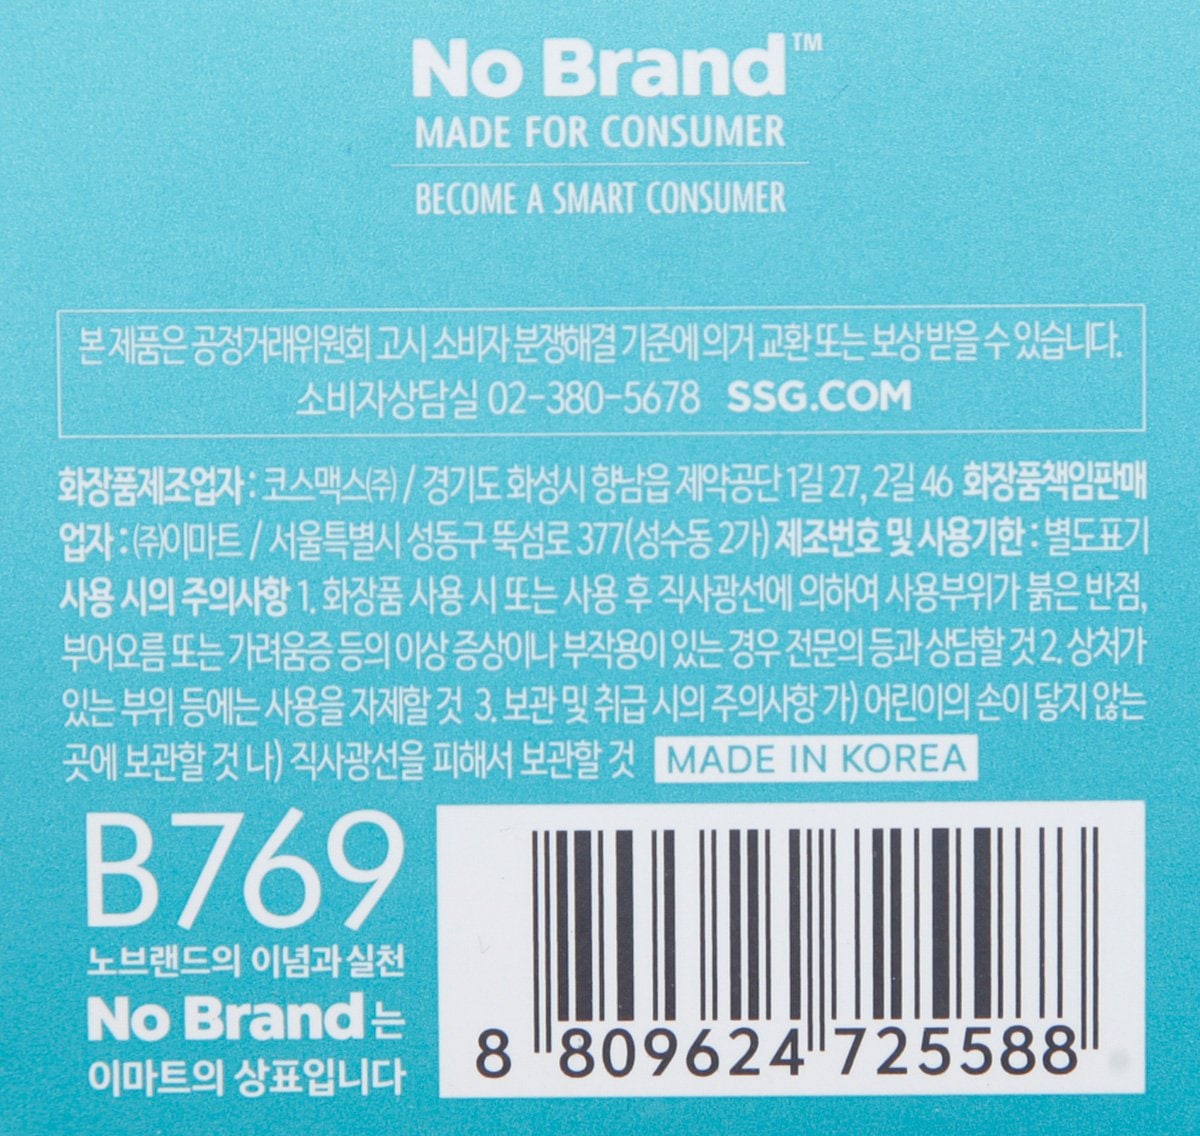 No Brand™
MADE FOR CONSUMER
BECOME A SMART CONSUMER
본 제품은 공정거래위원회 고시 소비자 분쟁해결 기준에 의거 교환 또는 보상 받을 수 있습니다.
소비자상담실 02-380-5678 SSG.COM
화장품제조업자 : 코스맥스㈜ / 경기도 화성시 향남읍 제약공단 1길 27, 2길 46 화장품책임판매
업자 : ㈜이마트 / 서울특별시 성동구 뚝섬로 377(성수동 2가) 제조번호 및 사용기한 : 별도표기
사용 시의 주의사항 1. 화장품 사용 시 또는 사용 후 직사광선에 의하여 사용부위가 붉은 반점,
부어오름 또는 가려움증 등의 이상 증상이나 부작용이 있는 경우 전문의 등과 상담할 것 2. 상처가
있는 부위 등에는 사용을 자제할 것 3. 보관 및 취급 시의 주의사항 가) 어린이의 손이 닿지 않는
곳에 보관할 것 나) 직사광선을 피해서 보관할 것 MADE IN KOREA
B769
노브랜드의 이념과 실천
No Brand는
이마트의 상표입니다
8 809624 725588